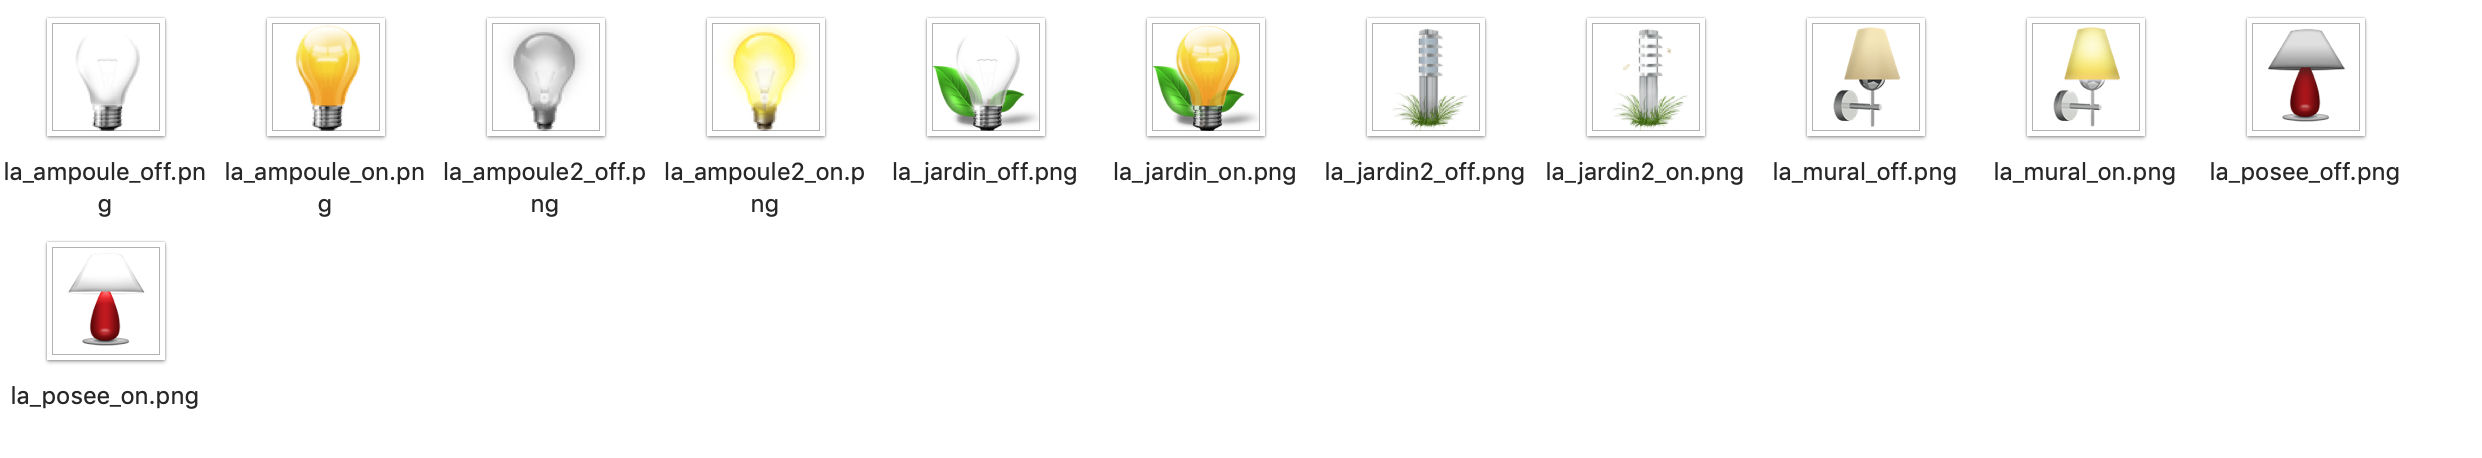 la_ampoule_off.pn
g
la_ampoule_on.pn
g
la_ampoule2_off.p
ng
la_ampoule2_on.p
ng
la_jardin_off.png
la_jardin_on.png
la_jardin2_off.png
la_jardin2_on.png
la_mural_off.png
la_mural_on.png
la_posee_off.png
la_posee_on.png